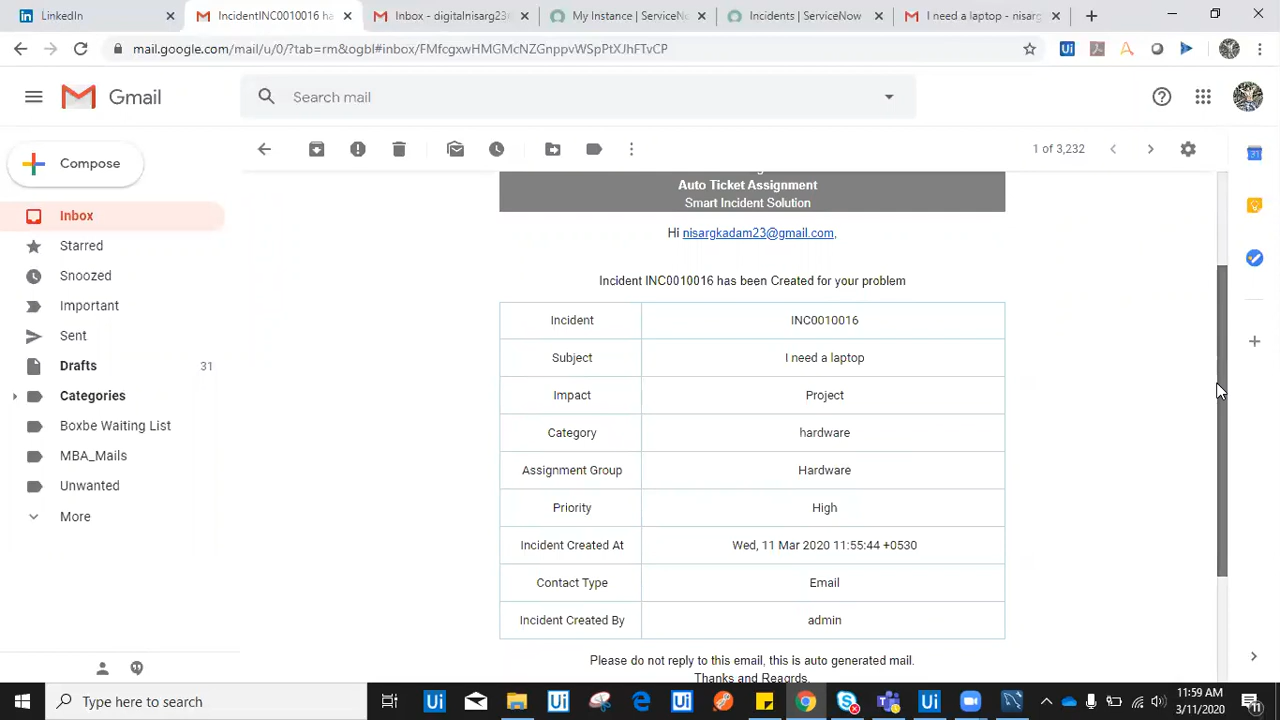 LinkedIn
IncidentINC0010016 ha
Inbox - digitalnisarg23@
My Instance | ServiceNo
Incidents | ServiceNow
I need a laptop - nisarg
mail.google.com/mail/u/0/?tab=rm&ogbl#inbox/FMfcgxwHMGMcNZGnppvWSpPtXJhFTvCP
Gmail
Search mail
Compose
1 of 3,232
Inbox
Starred
Snoozed
Important
Sent
Drafts 31
Categories
Boxbe Waiting List
MBA_Mails
Unwanted
More
Auto Ticket Assignment
Smart Incident Solution
Hi nisargkadam23@gmail.com,
Incident INC0010016 has been Created for your problem
Incident INC0010016
Subject I need a laptop
Impact Project
Category hardware
Assignment Group Hardware
Priority High
Incident Created At Wed, 11 Mar 2020 11:55:44 +0530
Contact Type Email
Incident Created By admin
Please do not reply to this email, this is auto generated mail.
Thanks and Reagrds,
Type here to search
11:59 AM
3/11/2020